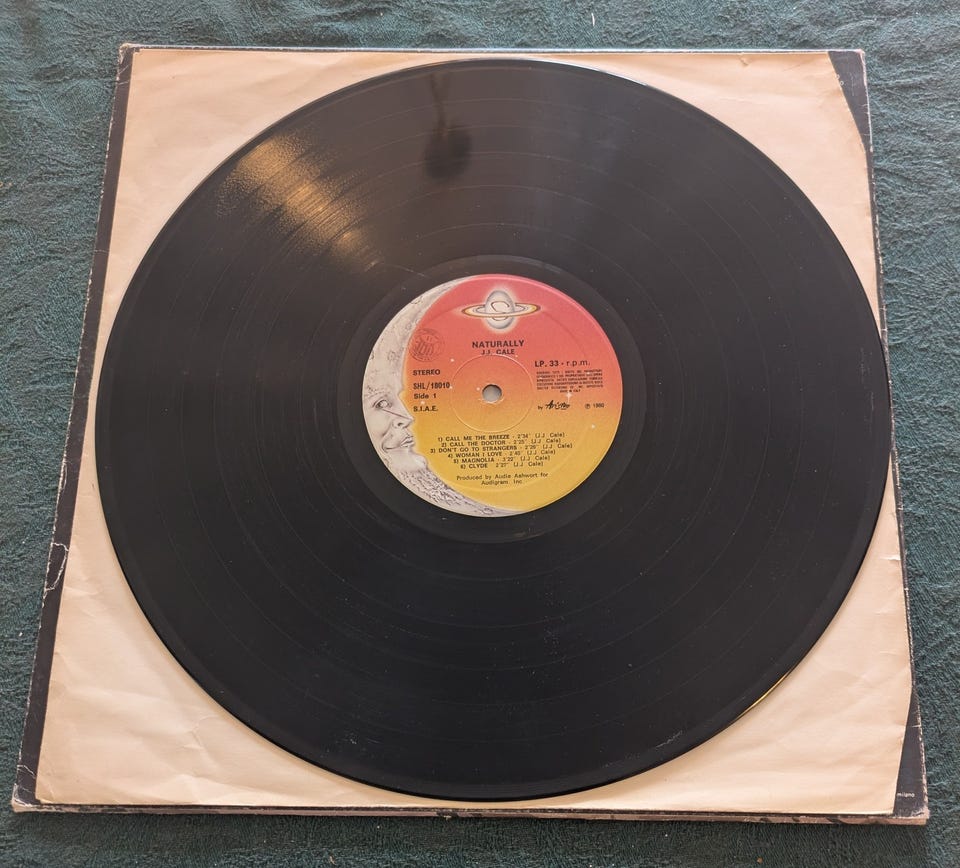 NATURALLY
J.J. CALE
STEREO
LP. 33 - r.p.m.
SHL/18010
Side 1
S.I.A.E.
by Ariston ℗ 1980
1) CALL ME THE BREEZE - 2'34" (J.J. Cale)
2) CALL THE DOCTOR - 2'25" (J.J. Cale)
3) DON'T GO TO STRANGERS - 2'20" (J.J. Cale)
4) WOMAN I LOVE - 2'40" (J.J. Cale)
5) MAGNOLIA - 3'22" (J.J. Cale)
6) CLYDE - 2'27" (J.J. Cale)
Produced by Audie Ashwort for
Audigram, Inc.
milano